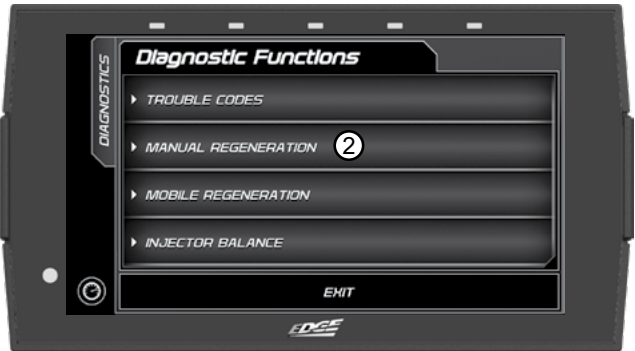 DIAGNOSTICS
Diagnostic Functions
TROUBLE CODES
MANUAL REGENERATION 2
MOBILE REGENERATION
INJECTOR BALANCE
EXIT
EDGE